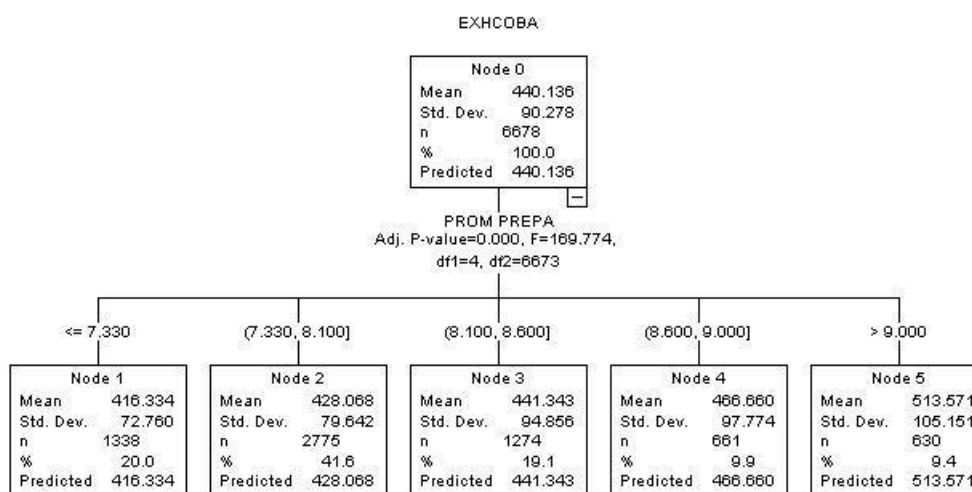 EXHCOBA
Node 0
Mean 440.136
Std. Dev. 90.278
n 6678
% 100.0
Predicted 440.136
PROM PREPA
Adj. P-value=0.000, F=169.774,
df1=4, df2=6673
<= 7.330
(7.330, 8.100]
(8.100, 8.600]
(8.600, 9.000]
> 9.000
Node 1
Mean 416.334
Std. Dev. 72.760
n 1338
% 20.0
Predicted 416.334
Node 2
Mean 428.068
Std. Dev. 79.642
n 2775
% 41.6
Predicted 428.068
Node 3
Mean 441.343
Std. Dev. 94.856
n 1274
% 19.1
Predicted 441.343
Node 4
Mean 466.660
Std. Dev. 97.774
n 661
% 9.9
Predicted 466.660
Node 5
Mean 513.571
Std. Dev. 105.151
n 630
% 9.4
Predicted 513.571